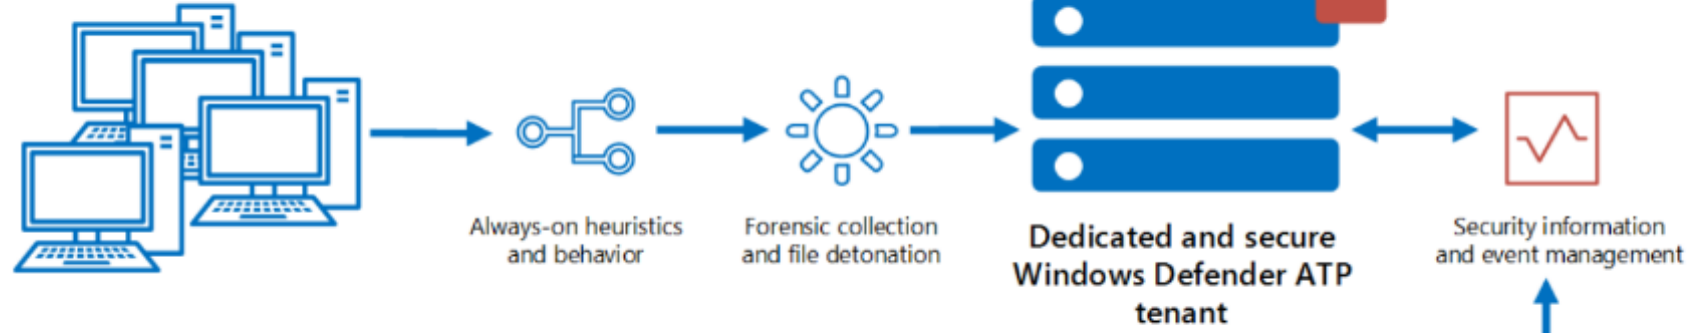 Always-on heuristics
and behavior
Forensic collection
and file detonation
Dedicated and secure
Windows Defender ATP
tenant
Security information
and event management